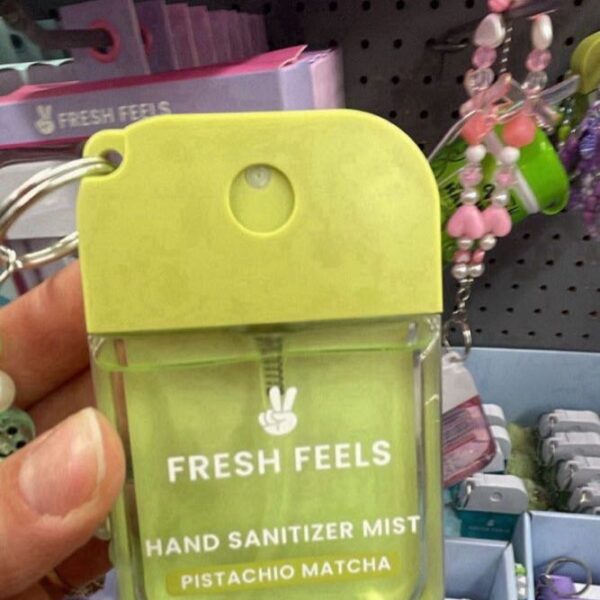 FRESH FEELS
FRESH FEELS
HAND SANITIZER MIST
PISTACHIO MATCHA